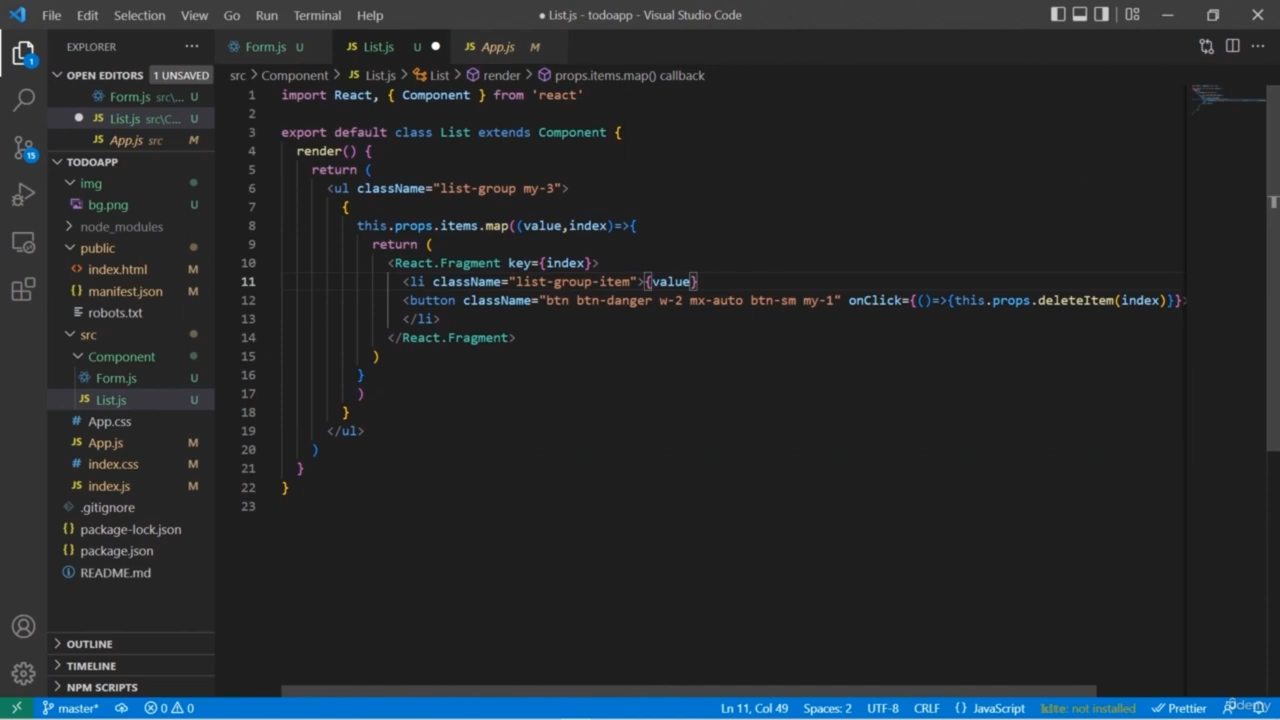 File Edit Selection View Go Run Terminal Help
● List.js - todoapp - Visual Studio Code
EXPLORER ...
Form.js U
List.js U
App.js M
OPEN EDITORS 1 UNSAVED
Form.js src\... U
List.js src\C... U
App.js src M
TODOAPP
img
bg.png U
node_modules
public
index.html M
manifest.json M
robots.txt
src
Component
Form.js U
List.js U
App.css
App.js M
index.css M
index.js M
.gitignore
package-lock.json
package.json
README.md
OUTLINE
TIMELINE
NPM SCRIPTS
1
15
src > Component > JS List.js > List > render > props.items.map() callback
1 import React, { Component } from 'react'
2
3 export default class List extends Component {
4 render() {
5 return (
6 <ul className="list-group my-3">
7 {
8 this.props.items.map((value,index)=>{
9 return (
10 <React.Fragment key={index}>
11 <li className="list-group-item">{value}
12 <button className="btn btn-danger w-2 mx-auto btn-sm my-1" onClick={()=>{this.props.deleteItem(index)}}>
13 </li>
14 </React.Fragment>
15 )
16 }
17 )
18 }
19 </ul>
20 )
21 }
22 }
23
master* 0 0 Ln 11, Col 49 Spaces: 2 UTF-8 CRLF {} JavaScript not installed Prettier
Udemy